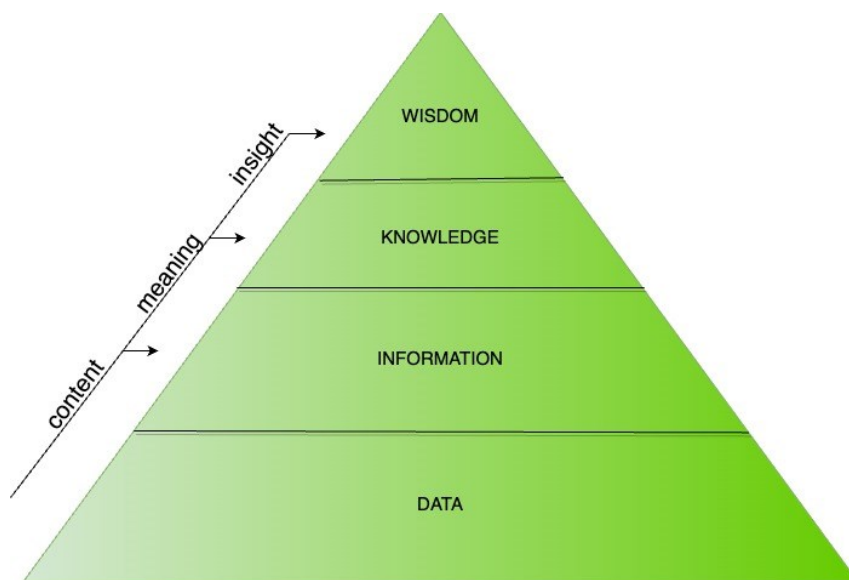 WISDOM
insight
KNOWLEDGE
meaning
INFORMATION
content
DATA